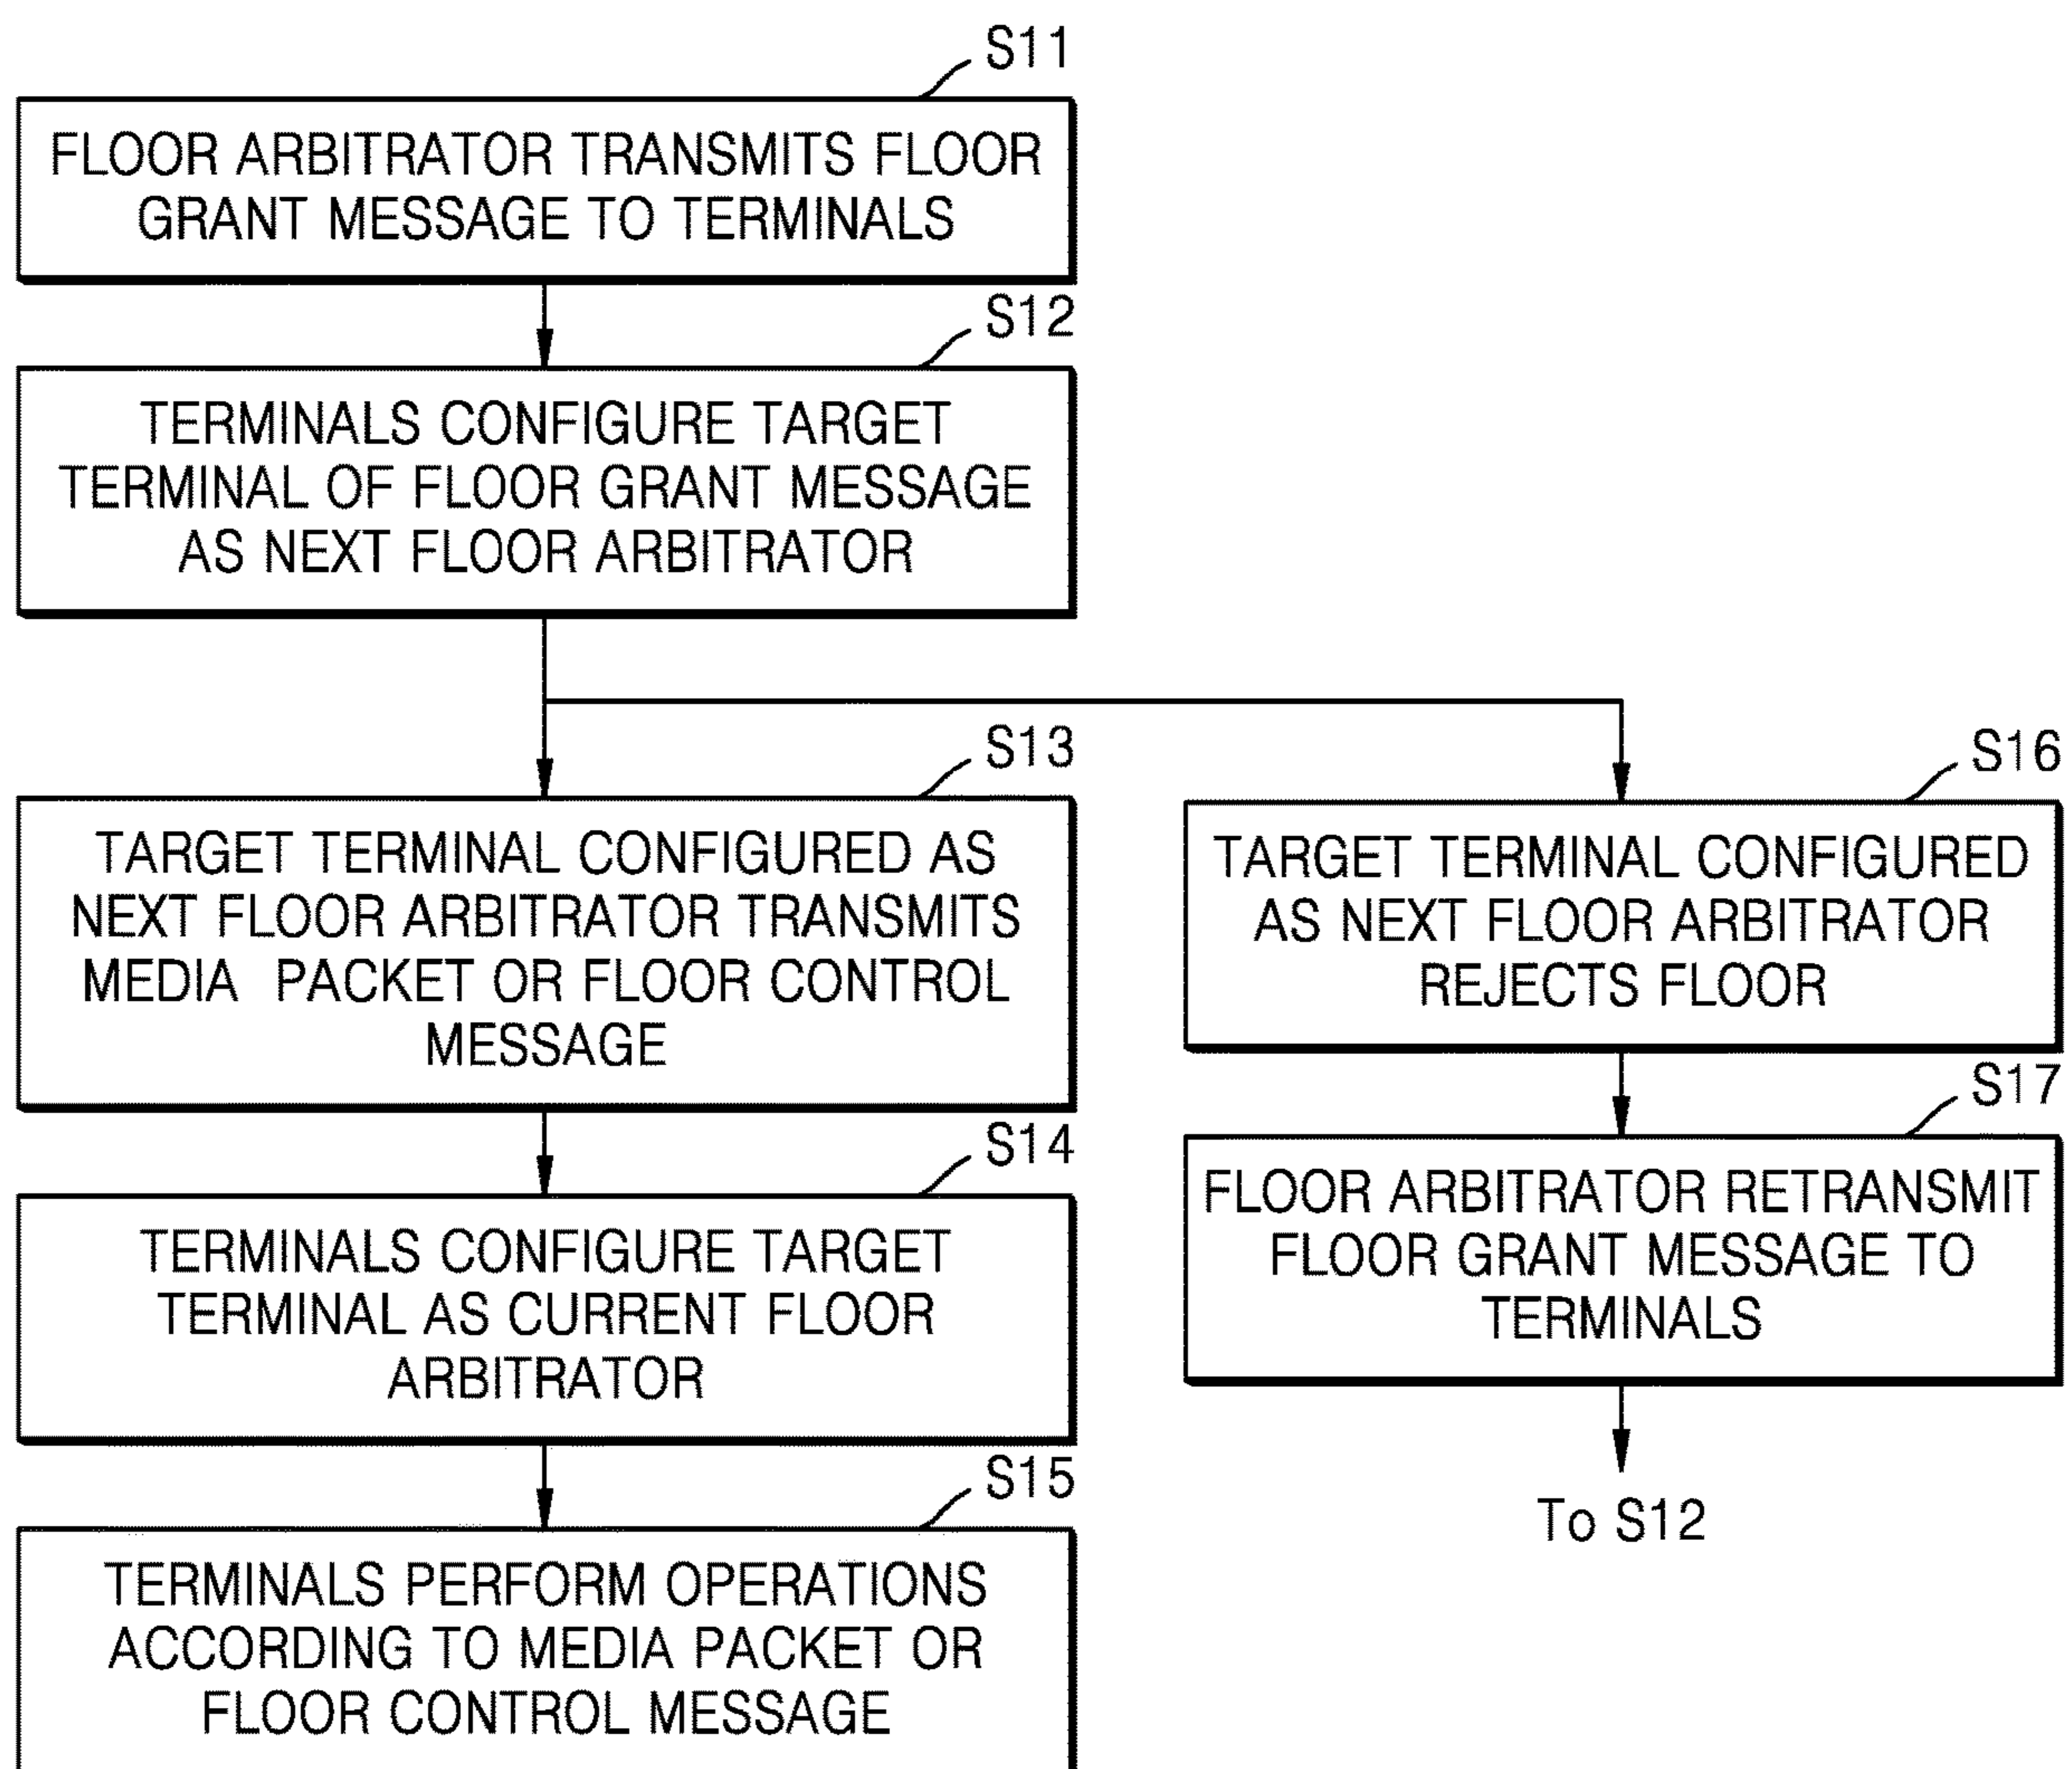 S11
FLOOR ARBITRATOR TRANSMITS FLOOR
GRANT MESSAGE TO TERMINALS
S12
TERMINALS CONFIGURE TARGET
TERMINAL OF FLOOR GRANT MESSAGE
AS NEXT FLOOR ARBITRATOR
S13
TARGET TERMINAL CONFIGURED AS
NEXT FLOOR ARBITRATOR TRANSMITS
MEDIA PACKET OR FLOOR CONTROL
MESSAGE
S14
TERMINALS CONFIGURE TARGET
TERMINAL AS CURRENT FLOOR
ARBITRATOR
S15
TERMINALS PERFORM OPERATIONS
ACCORDING TO MEDIA PACKET OR
FLOOR CONTROL MESSAGE
S16
TARGET TERMINAL CONFIGURED
AS NEXT FLOOR ARBITRATOR
REJECTS FLOOR
S17
FLOOR ARBITRATOR RETRANSMIT
FLOOR GRANT MESSAGE TO
TERMINALS
To S12